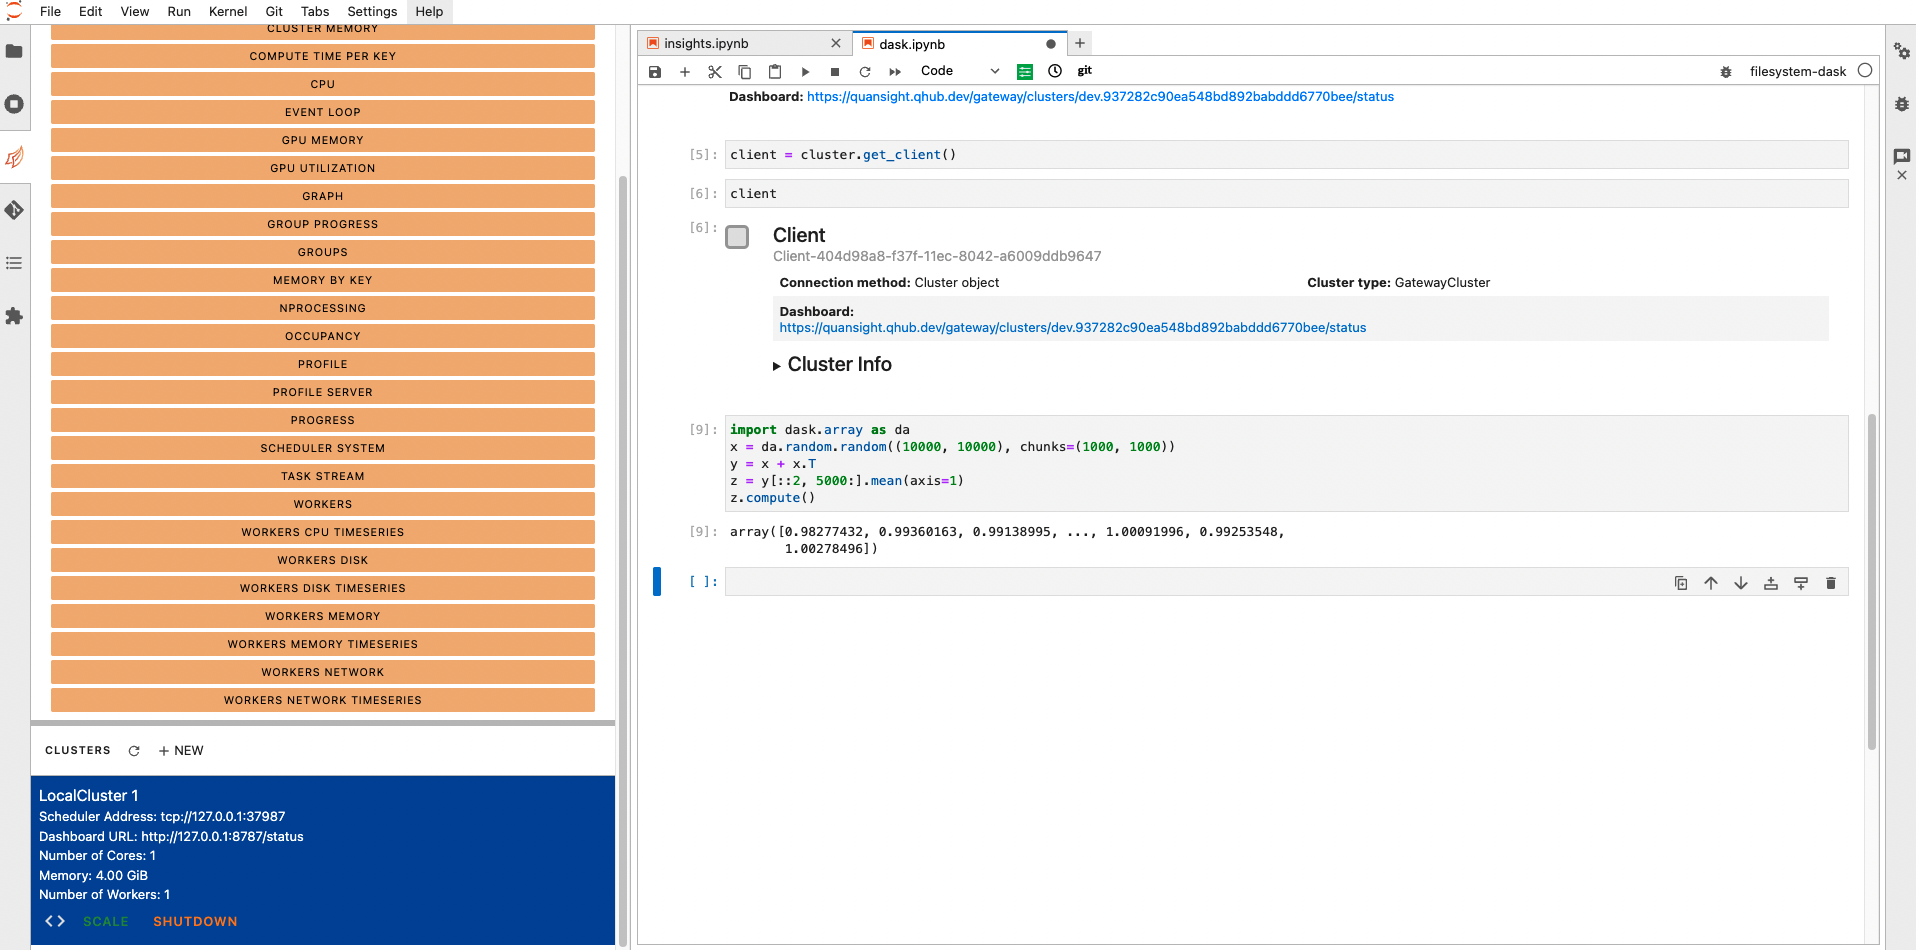 File Edit View Run Kernel Git Tabs Settings Help
CLUSTER MEMORY
COMPUTE TIME PER KEY
CPU
EVENT LOOP
GPU MEMORY
GPU UTILIZATION
GRAPH
GROUP PROGRESS
GROUPS
MEMORY BY KEY
NPROCESSING
OCCUPANCY
PROFILE
PROFILE SERVER
PROGRESS
SCHEDULER SYSTEM
TASK STREAM
WORKERS
WORKERS CPU TIMESERIES
WORKERS DISK
WORKERS DISK TIMESERIES
WORKERS MEMORY
WORKERS MEMORY TIMESERIES
WORKERS NETWORK
WORKERS NETWORK TIMESERIES
CLUSTERS + NEW
LocalCluster 1
Scheduler Address: tcp://127.0.0.1:37987
Dashboard URL: http://127.0.0.1:8787/status
Number of Cores: 1
Memory: 4.00 GiB
Number of Workers: 1
<> SCALE SHUTDOWN
insights.ipynb dask.ipynb
Code git filesystem-dask
Dashboard: https://quansight.qhub.dev/gateway/clusters/dev.937282c90ea548bd892babddd6770bee/status
[5]: client = cluster.get_client()
[6]: client
[6]: Client
Client-404d98a8-f37f-11ec-8042-a6009ddb9647
Connection method: Cluster object Cluster type: GatewayCluster
Dashboard:
https://quansight.qhub.dev/gateway/clusters/dev.937282c90ea548bd892babddd6770bee/status
Cluster Info
[9]: import dask.array as da
x = da.random.random((10000, 10000), chunks=(1000, 1000))
y = x + x.T
z = y[::2, 5000:].mean(axis=1)
z.compute()
[9]: array([0.98277432, 0.99360163, 0.99138995, ..., 1.00091996, 0.99253548,
1.00278496])
[ ]: